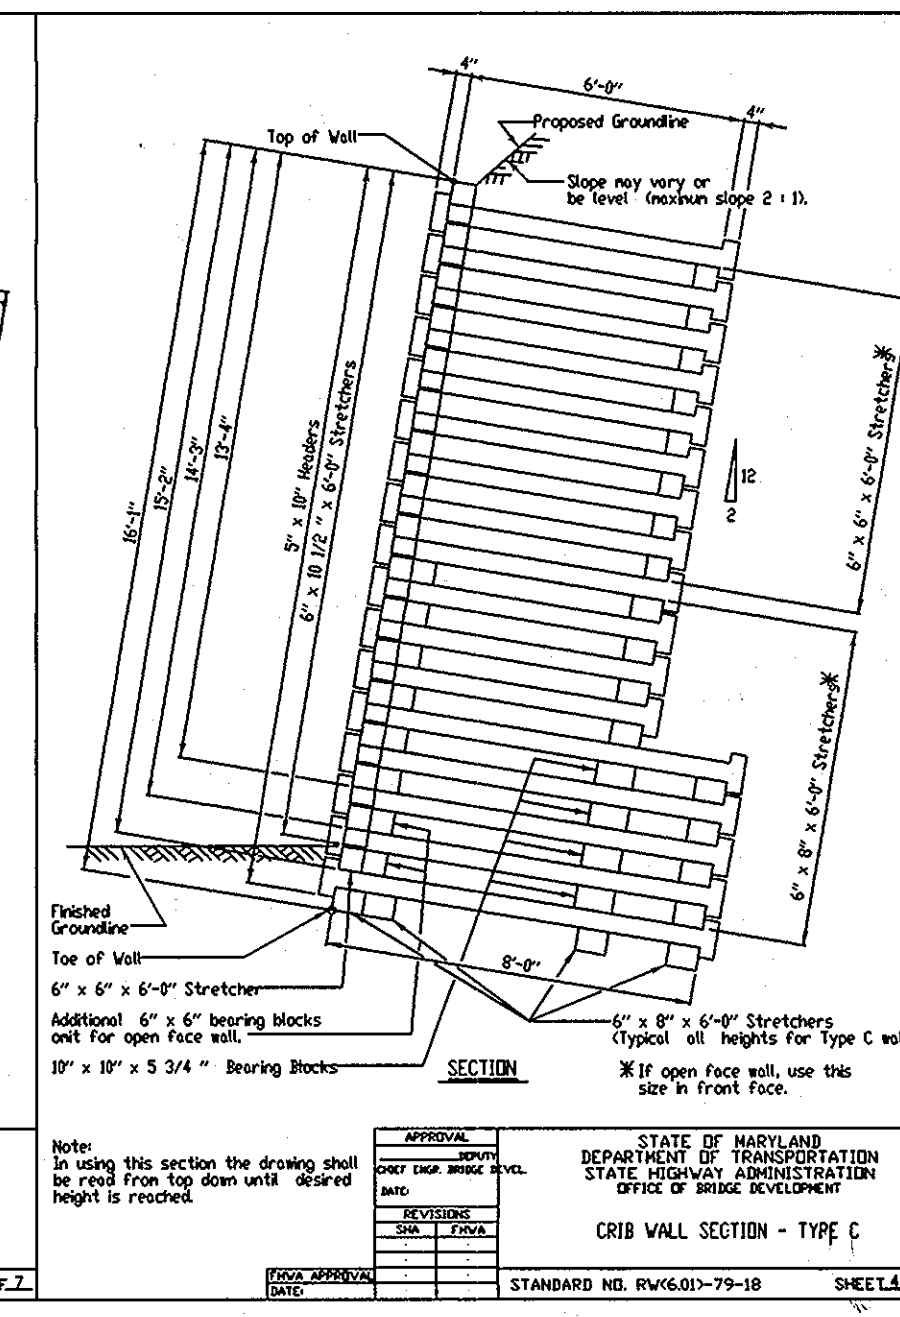 4"
6'-0"
4"
Top of Wall
Proposed Groundline
Slope may vary or
be level (maximum slope 2 : 1).
16'-1"
15'-2"
14'-3"
13'-4"
5" x 10" Headers
6" x 10 1/2 " x 6'-0" Stretchers
12
2
6" x 6" x 6'-0" Stretchers*
6" x 8" x 6'-0" Stretchers*
Finished
Groundline
Toe of Wall
8'-0"
6" x 6" x 6'-0" Stretcher
Additional 6" x 6" bearing blocks
omit for open face wall.
10" x 10" x 5 3/4 " Bearing Blocks
SECTION
6" x 8" x 6'-0" Stretchers
(Typical all heights for Type C
* If open face wall, use this
size in front face.
Note:
In using this section the drawing shall
be read from top down until desired
height is reached.
APPROVAL
DEPUTY
CHIEF ENGR. BRIDGE DEVEL.
DATE:
REVISIONS
SHA FHWA
FHWA APPROVAL
DATE:
STATE OF MARYLAND
DEPARTMENT OF TRANSPORTATION
STATE HIGHWAY ADMINISTRATION
OFFICE OF BRIDGE DEVELOPMENT
CRIB WALL SECTION - TYPE C
7
STANDARD NO. RW(6.01)-79-18
SHEET 4